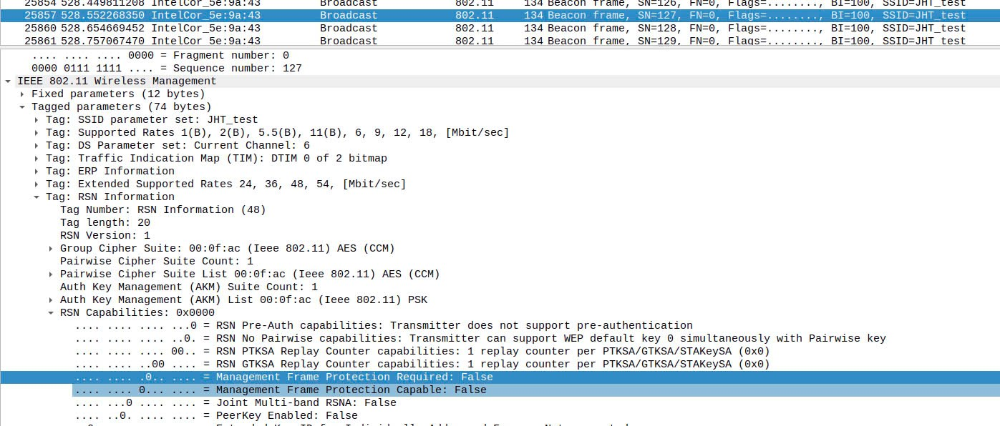 25854 528.449811208 IntelCor_5e:9a:43 Broadcast 802.11 134 Beacon frame, SN=126, FN=0, Flags=........, BI=100, SSID=JHT_test
25857 528.552268350 IntelCor_5e:9a:43 Broadcast 802.11 134 Beacon frame, SN=127, FN=0, Flags=........, BI=100, SSID=JHT_test
25860 528.654669452 IntelCor_5e:9a:43 Broadcast 802.11 134 Beacon frame, SN=128, FN=0, Flags=........, BI=100, SSID=JHT_test
25861 528.757067470 IntelCor_5e:9a:43 Broadcast 802.11 134 Beacon frame, SN=129, FN=0, Flags=........, BI=100, SSID=JHT_test
.... .... .... 0000 = Fragment number: 0
0000 0111 1111 .... = Sequence number: 127
IEEE 802.11 Wireless Management
Fixed parameters (12 bytes)
Tagged parameters (74 bytes)
Tag: SSID parameter set: JHT_test
Tag: Supported Rates 1(B), 2(B), 5.5(B), 11(B), 6, 9, 12, 18, [Mbit/sec]
Tag: DS Parameter set: Current Channel: 6
Tag: Traffic Indication Map (TIM): DTIM 0 of 2 bitmap
Tag: ERP Information
Tag: Extended Supported Rates 24, 36, 48, 54, [Mbit/sec]
Tag: RSN Information
Tag Number: RSN Information (48)
Tag length: 20
RSN Version: 1
Group Cipher Suite: 00:0f:ac (Ieee 802.11) AES (CCM)
Pairwise Cipher Suite Count: 1
Pairwise Cipher Suite List 00:0f:ac (Ieee 802.11) AES (CCM)
Auth Key Management (AKM) Suite Count: 1
Auth Key Management (AKM) List 00:0f:ac (Ieee 802.11) PSK
RSN Capabilities: 0x0000
.... .... .... ...0 = RSN Pre-Auth capabilities: Transmitter does not support pre-authentication
.... .... .... ..0. = RSN No Pairwise capabilities: Transmitter can support WEP default key 0 simultaneously with Pairwise key
.... .... .... 00.. = RSN PTKSA Replay Counter capabilities: 1 replay counter per PTKSA/GTKSA/STAKeySA (0x0)
.... .... ..00 .... = RSN GTKSA Replay Counter capabilities: 1 replay counter per PTKSA/GTKSA/STAKeySA (0x0)
.... .... .0.. .... = Management Frame Protection Required: False
.... .... 0... .... = Management Frame Protection Capable: False
.... ...0 .... .... = Joint Multi-band RSNA: False
.... ..0. .... .... = PeerKey Enabled: False